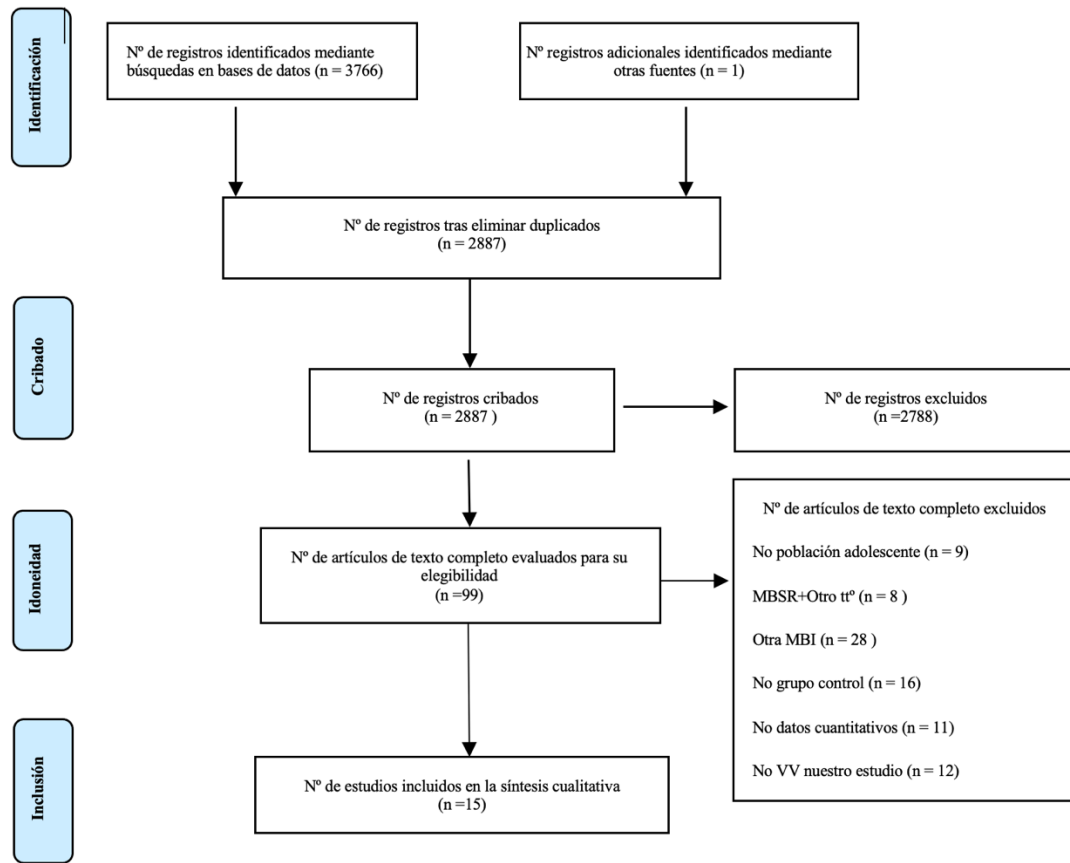 Identificación
Nº de registros identificados mediante
búsquedas en bases de datos (n = 3766)
Nº registros adicionales identificados mediante
otras fuentes (n = 1)
Nº de registros tras eliminar duplicados
(n = 2887)
Cribado
Nº de registros cribados
(n = 2887 )
Nº de registros excluidos
(n =2788)
Idoneidad
Nº de artículos de texto completo evaluados para su
elegibilidad
(n =99)
Nº de artículos de texto completo excluidos
No población adolescente (n = 9)
MBSR+Otro ttº (n = 8 )
Otra MBI (n = 28 )
No grupo control (n = 16)
No datos cuantitativos (n = 11)
No VV nuestro estudio (n = 12)
Inclusión
Nº de estudios incluidos en la síntesis cualitativa
(n =15)